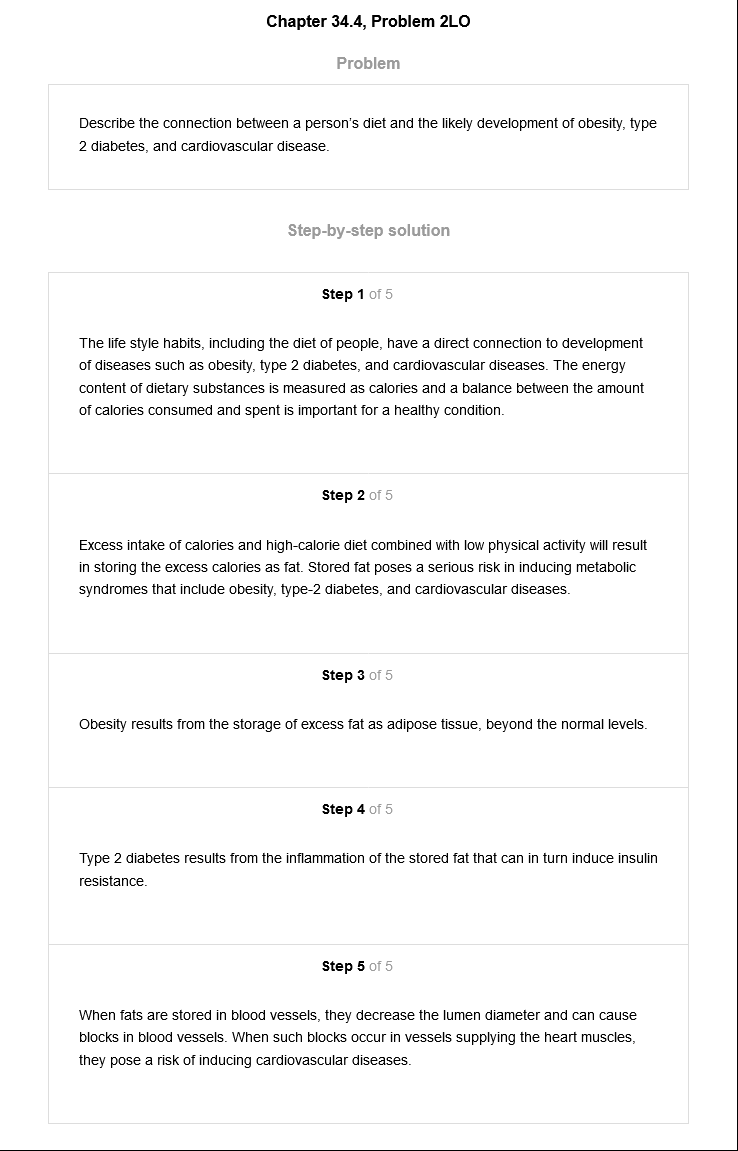 Chapter 34.4, Problem 2LO
Problem
Describe the connection between a person's diet and the likely development of obesity, type
2 diabetes, and cardiovascular disease.
Step-by-step solution
Step 1 of 5
The life style habits, including the diet of people, have a direct connection to development
of diseases such as obesity, type 2 diabetes, and cardiovascular diseases. The energy
content of dietary substances is measured as calories and a balance between the amount
of calories consumed and spent is important for a healthy condition.
Step 2 of 5
Excess intake of calories and high-calorie diet combined with low physical activity will result
in storing the excess calories as fat. Stored fat poses a serious risk in inducing metabolic
syndromes that include obesity, type-2 diabetes, and cardiovascular diseases.
Step 3 of 5
Obesity results from the storage of excess fat as adipose tissue, beyond the normal levels.
Step 4 of 5
Type 2 diabetes results from the inflammation of the stored fat that can in turn induce insulin
resistance.
Step 5 of 5
When fats are stored in blood vessels, they decrease the lumen diameter and can cause
blocks in blood vessels. When such blocks occur in vessels supplying the heart muscles,
they pose a risk of inducing cardiovascular diseases.